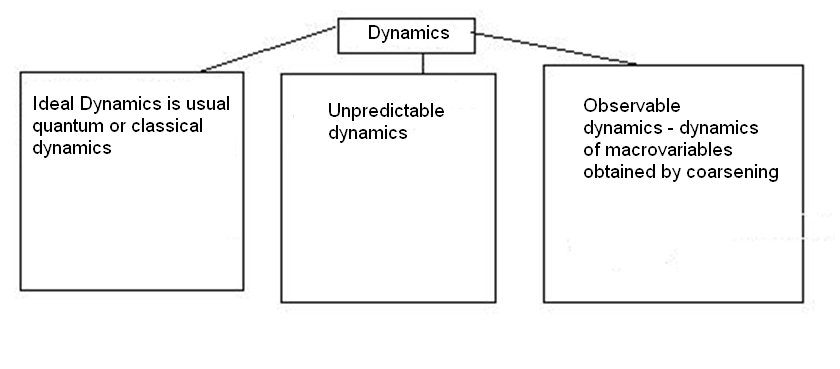 Dynamics
Ideal Dynamics is usual
quantum or classical
dynamics
Unpredictable
dynamics
Observable
dynamics - dynamics
of macrovariables
obtained by coarsening